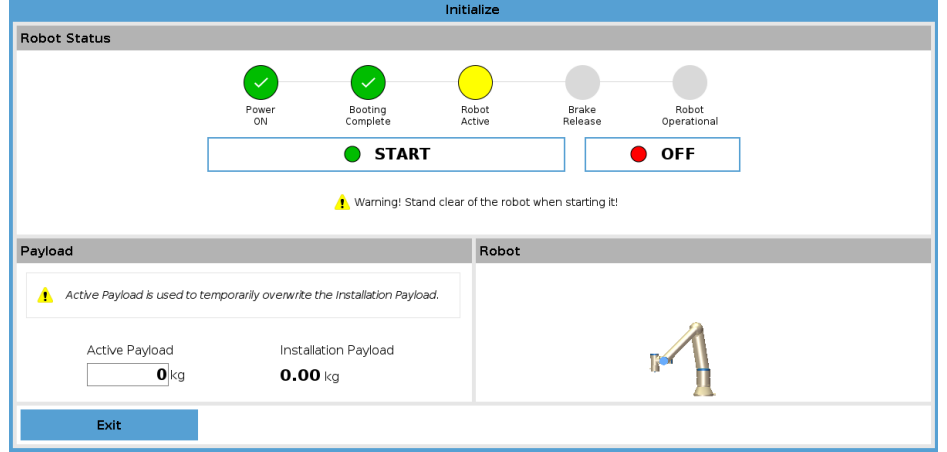 Initialize
Robot Status
Power
ON
Booting
Complete
Robot
Active
Brake
Release
Robot
Operational
START
OFF
Warning! Stand clear of the robot when starting it!
Payload
Active Payload is used to temporarily overwrite the Installation Payload.
Active Payload
0 kg
Installation Payload
0.00 kg
Robot
Exit